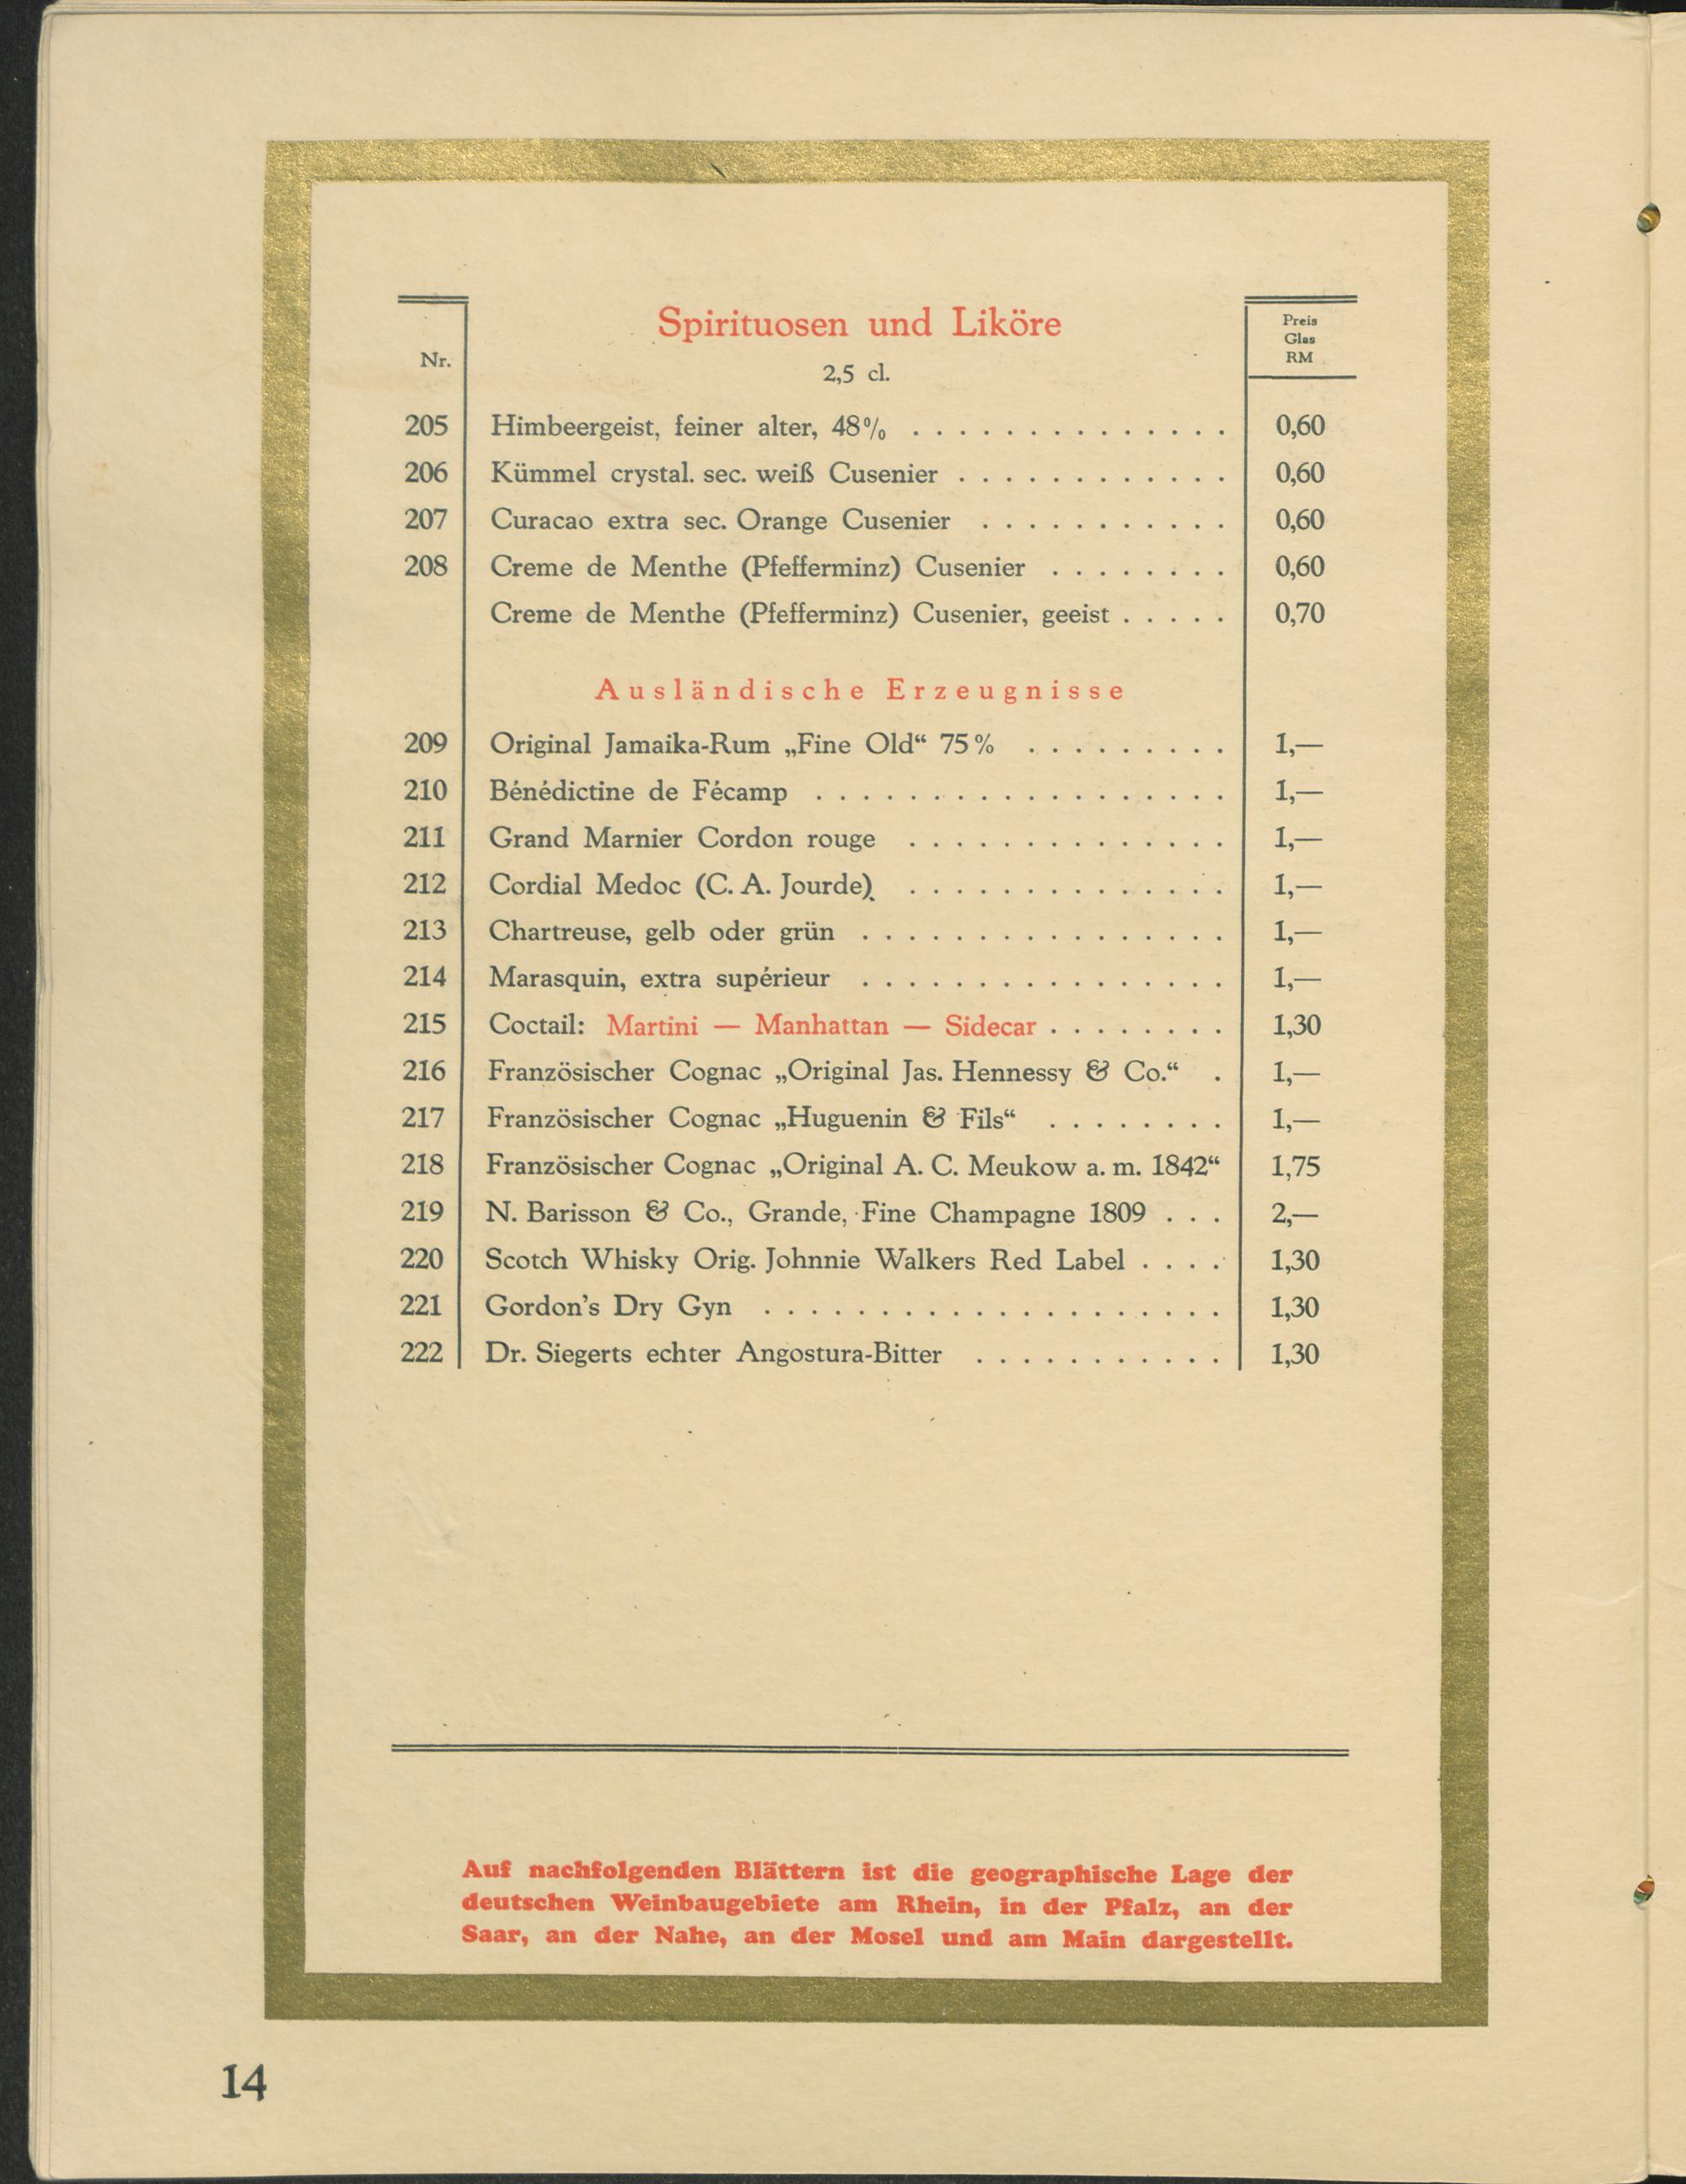 Spirituosen und Liköre
2,5 cl.
Nr.
Preis
Glas
RM
205 Himbeergeist, feiner alter, 48% . . . . . . . . . . . . . . 0,60
206 Kümmel crystal. sec. weiß Cusenier . . . . . . . . . . . . 0,60
207 Curacao extra sec. Orange Cusenier . . . . . . . . . . . 0,60
208 Creme de Menthe (Pfefferminz) Cusenier . . . . . . . . 0,60
Creme de Menthe (Pfefferminz) Cusenier, geeist . . . . . 0,70
Ausländische Erzeugnisse
209 Original Jamaika-Rum „Fine Old“ 75% . . . . . . . . . 1,—
210 Bénédictine de Fécamp . . . . . . . . . . . . . . . . . . 1,—
211 Grand Marnier Cordon rouge . . . . . . . . . . . . . . 1,—
212 Cordial Medoc (C. A. Jourde) . . . . . . . . . . . . . . 1,—
213 Chartreuse, gelb oder grün . . . . . . . . . . . . . . . . 1,—
214 Marasquin, extra supérieur . . . . . . . . . . . . . . . . 1,—
215 Coctail: Martini — Manhattan — Sidecar . . . . . . . . 1,30
216 Französischer Cognac „Original Jas. Hennessy & Co.“ . 1,—
217 Französischer Cognac „Huguenin & Fils“ . . . . . . . . 1,—
218 Französischer Cognac „Original A. C. Meukow a. m. 1842“ 1,75
219 N. Barisson & Co., Grande, Fine Champagne 1809 . . . 2,—
220 Scotch Whisky Orig. Johnnie Walkers Red Label . . . . 1,30
221 Gordon's Dry Gyn . . . . . . . . . . . . . . . . . . . . 1,30
222 Dr. Siegerts echter Angostura-Bitter . . . . . . . . . . . 1,30
Auf nachfolgenden Blättern ist die geographische Lage der
deutschen Weinbaugebiete am Rhein, in der Pfalz, an der
Saar, an der Nahe, an der Mosel und am Main dargestellt.
14